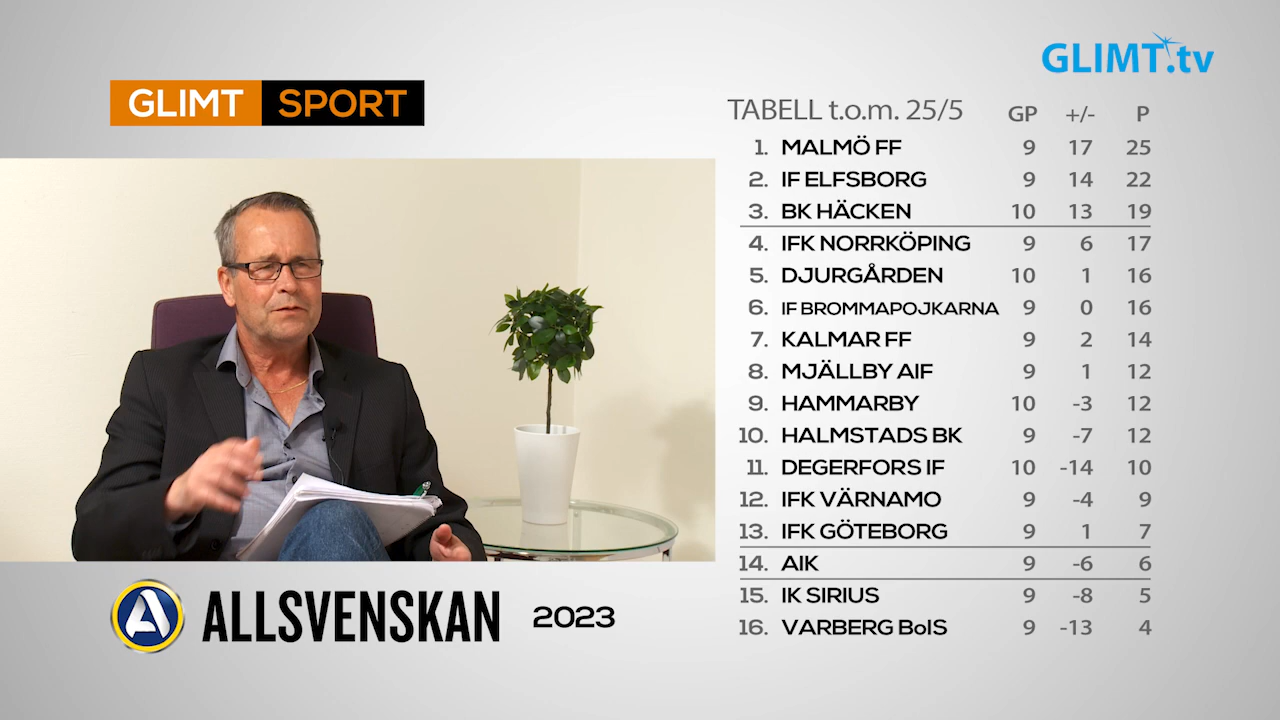 GLIMT SPORT
GLIMT.tv
TABELL t.o.m. 25/5 GP +/- P
1. MALMÖ FF 9 17 25
2. IF ELFSBORG 9 14 22
3. BK HÄCKEN 10 13 19
4. IFK NORRKÖPING 9 6 17
5. DJURGÅRDEN 10 1 16
6. IF BROMMAPOJKARNA 9 0 16
7. KALMAR FF 9 2 14
8. MJÄLLBY AIF 9 1 12
9. HAMMARBY 10 -3 12
10. HALMSTADS BK 9 -7 12
11. DEGERFORS IF 10 -14 10
12. IFK VÄRNAMO 9 -4 9
13. IFK GÖTEBORG 9 1 7
14. AIK 9 -6 6
15. IK SIRIUS 9 -8 5
16. VARBERG BoIS 9 -13 4
A ALLSVENSKAN 2023